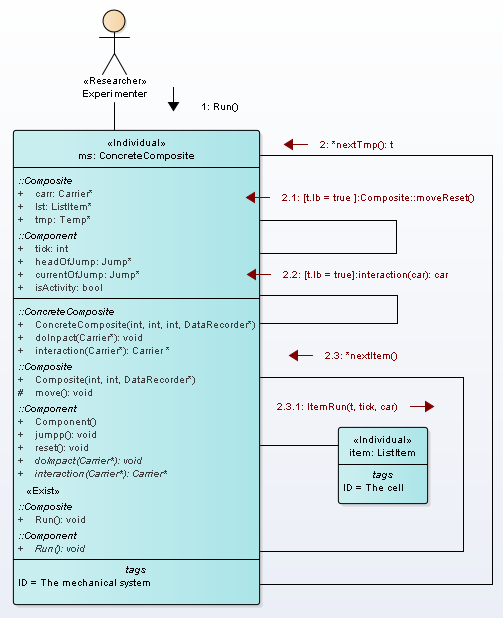 «Researcher»
Experimenter
1: Run()
«Individual»
ms: ConcreteComposite
::Composite
+ carr: Carrier*
+ lst: ListItem*
+ tmp: Temp*
::Component
+ tick: int
+ headOfJump: Jump*
+ currentOfJump: Jump*
+ isActivity: bool
::ConcreteComposite
+ ConcreteComposite(int, int, int, DataRecorder*)
+ doInpact(Carrier*): void
+ interaction(Carrier*): Carrier *
::Composite
+ Composite(int, int, DataRecorder*)
# move(): void
::Component
+ Component()
+ jumpp(): void
+ reset(): void
+ doImpact(Carrier*): void
+ interaction(Carrier*): Carrier*
«Exist»
::Composite
+ Run(): void
::Component
+ Run(): void
tags
ID = The mechanical system
2: *nextTmp(): t
2.1: [t.lb = true ]:Composite::moveReset()
2.2: [t.lb = true]:interaction(car): car
2.3: *nextItem()
2.3.1: ItemRun(t, tick, car)
«Individual»
item: ListItem
tags
ID = The cell